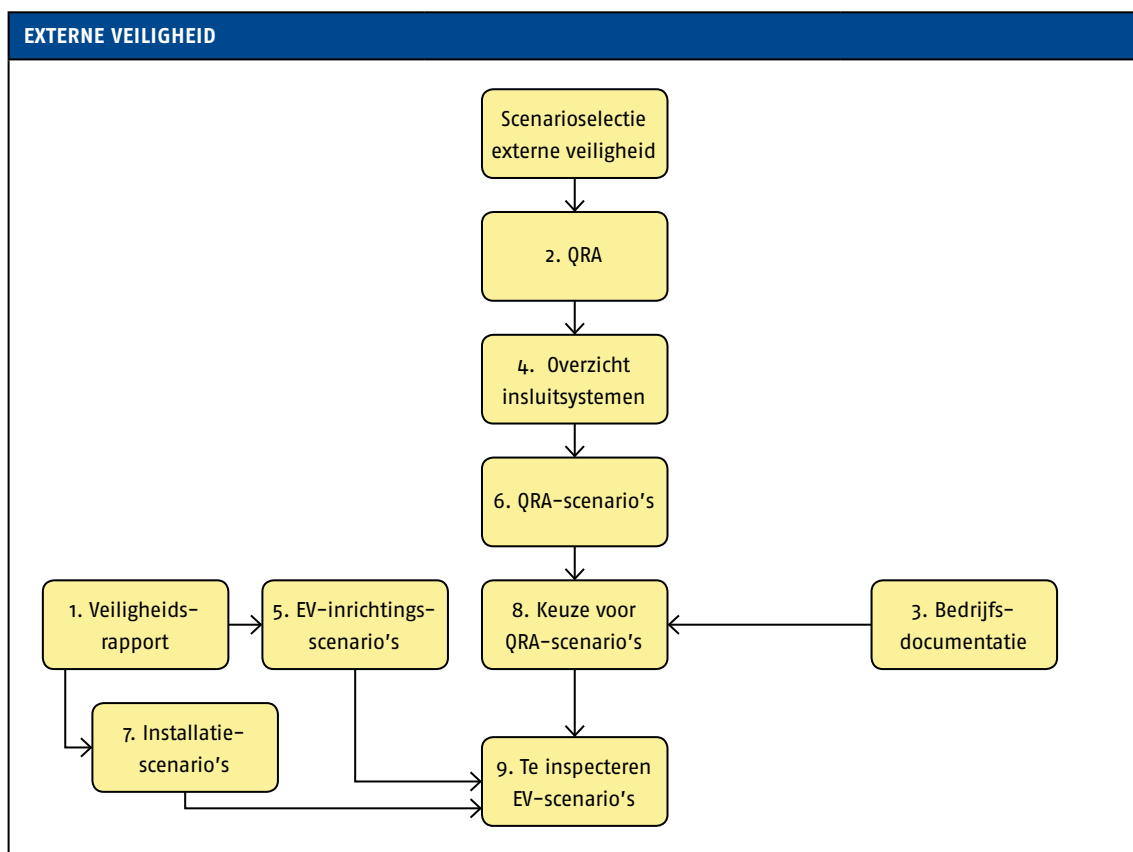 EXTERNE VEILIGHEID
Scenarioselectie
externe veiligheid
2. QRA
4. Overzicht
insluitsystemen
6. QRA-scenario's
1. Veiligheids-
rapport
5. EV-inrichtings-
scenario's
8. Keuze voor
QRA-scenario's
3. Bedrijfs-
documentatie
7. Installatie-
scenario's
9. Te inspecteren
EV-scenario's